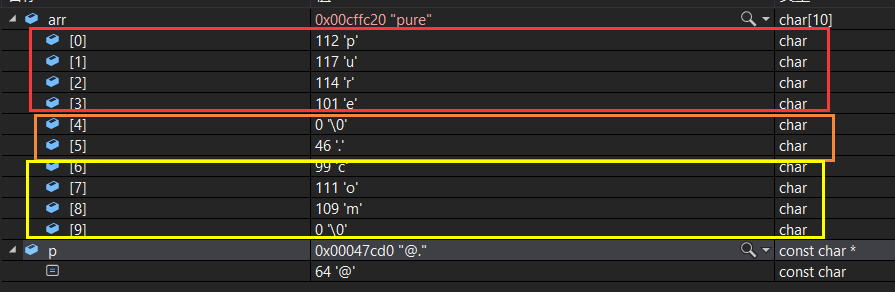 arr 0x00cffc20 "pure" char[10]
[0] 112 'p' char
[1] 117 'u' char
[2] 114 'r' char
[3] 101 'e' char
[4] 0 '\0' char
[5] 46 '.' char
[6] 99 'c' char
[7] 111 'o' char
[8] 109 'm' char
[9] 0 '\0' char
p 0x00047cd0 "@." const char *
64 '@' const char